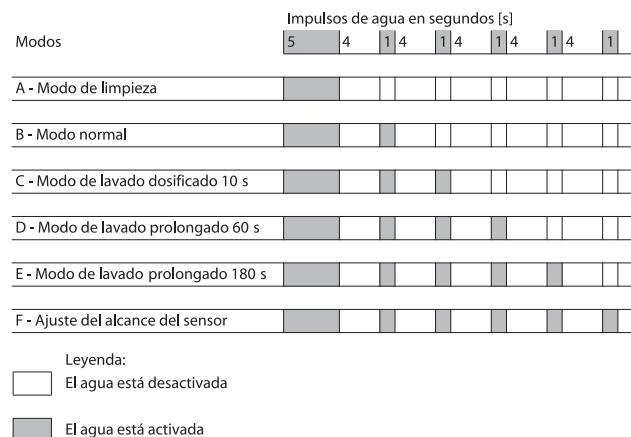 Impulsos de agua en segundos [s]
Modos 5 4 1 4 1 4 1 4 1 4 1
A - Modo de limpieza
B - Modo normal
C - Modo de lavado dosificado 10 s
D - Modo de lavado prolongado 60 s
E - Modo de lavado prolongado 180 s
F - Ajuste del alcance del sensor
Leyenda:
El agua está desactivada
El agua está activada